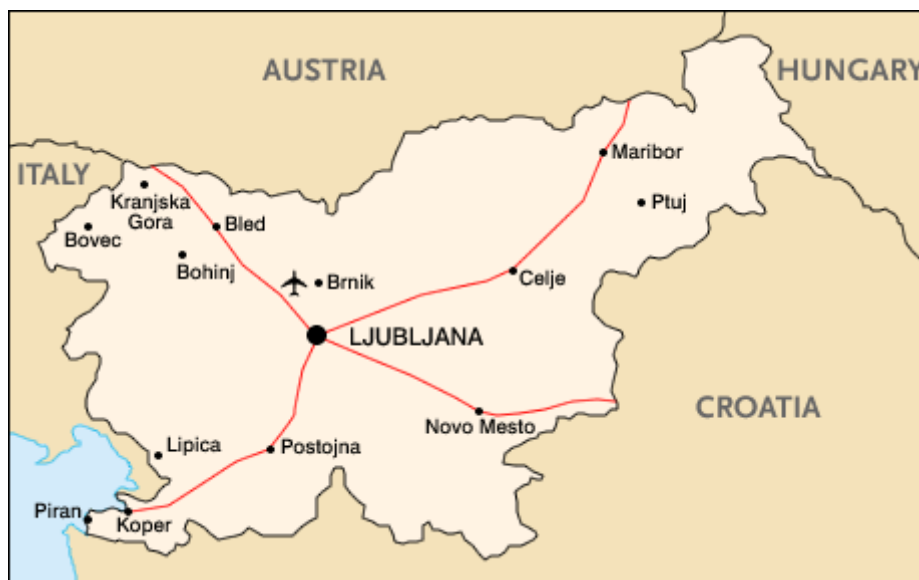 AUSTRIA
HUNGARY
ITALY
Maribor
Kranjska
Gora
Ptuj
Bled
Bovec
Bohinj
Brnik
Celje
LJUBLJANA
CROATIA
Novo Mesto
Lipica
Postojna
Piran
Koper